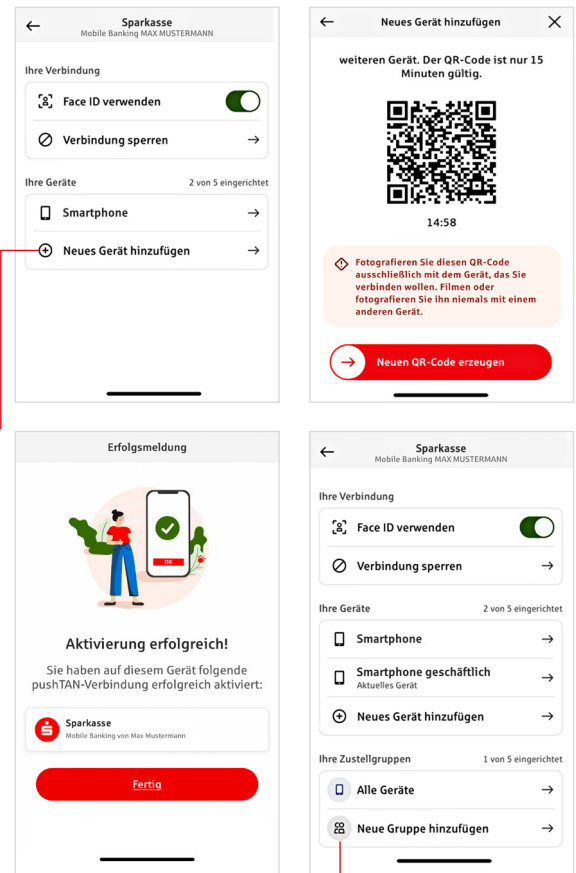 Sparkasse
Mobile Banking MAX MUSTERMANN
Ihre Verbindung
Face ID verwenden
Verbindung sperren
Ihre Geräte 2 von 5 eingerichtet
Smartphone
Neues Gerät hinzufügen
Neues Gerät hinzufügen
weiteren Gerät. Der QR-Code ist nur 15
Minuten gültig.
14:58
Fotografieren Sie diesen QR-Code
ausschließlich mit dem Gerät, das Sie
verbinden wollen. Filmen oder
fotografieren Sie ihn niemals mit einem
anderen Gerät.
Neuen QR-Code erzeugen
Erfolgsmeldung
OK
Aktivierung erfolgreich!
Sie haben auf diesem Gerät folgende
pushTAN-Verbindung erfolgreich aktiviert:
Sparkasse
Mobile Banking von Max Mustermann
Fertig
Sparkasse
Mobile Banking MAX MUSTERMANN
Ihre Verbindung
Face ID verwenden
Verbindung sperren
Ihre Geräte 2 von 5 eingerichtet
Smartphone
Smartphone geschäftlich
Aktuelles Gerät
Neues Gerät hinzufügen
Ihre Zustellgruppen 1 von 5 eingerichtet
Alle Geräte
Neue Gruppe hinzufügen